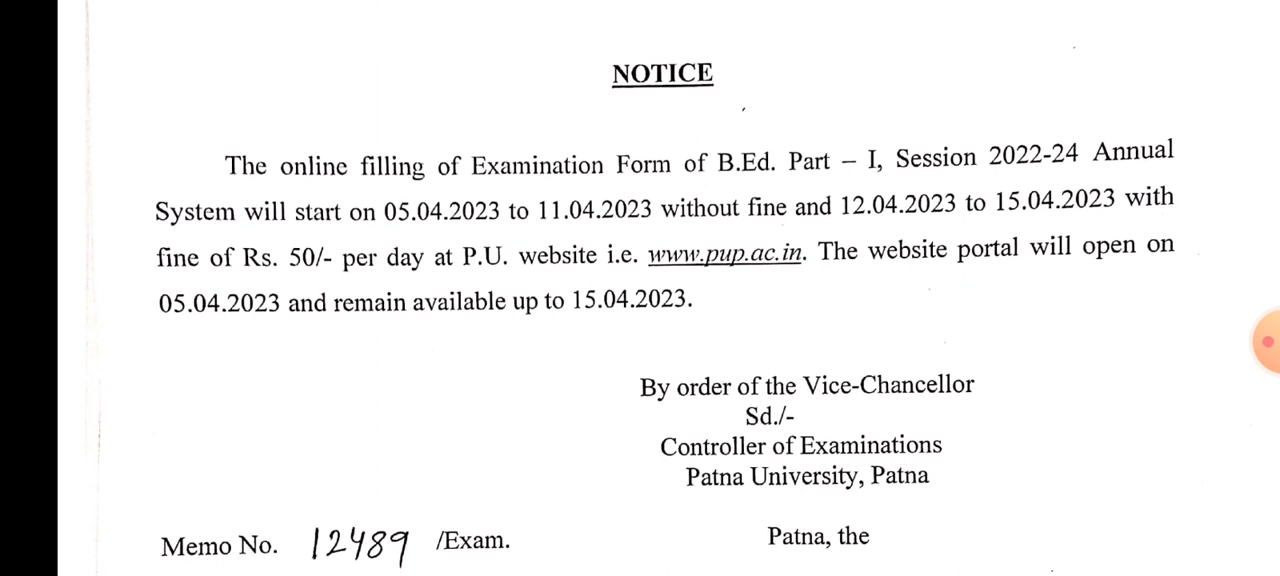 NOTICE
The online filling of Examination Form of B.Ed. Part – I, Session 2022-24 Annual
System will start on 05.04.2023 to 11.04.2023 without fine and 12.04.2023 to 15.04.2023 with
fine of Rs. 50/- per day at P.U. website i.e. www.pup.ac.in. The website portal will open on
05.04.2023 and remain available up to 15.04.2023.
By order of the Vice-Chancellor
Sd./-
Controller of Examinations
Patna University, Patna
Memo No. 12489 /Exam. Patna, the